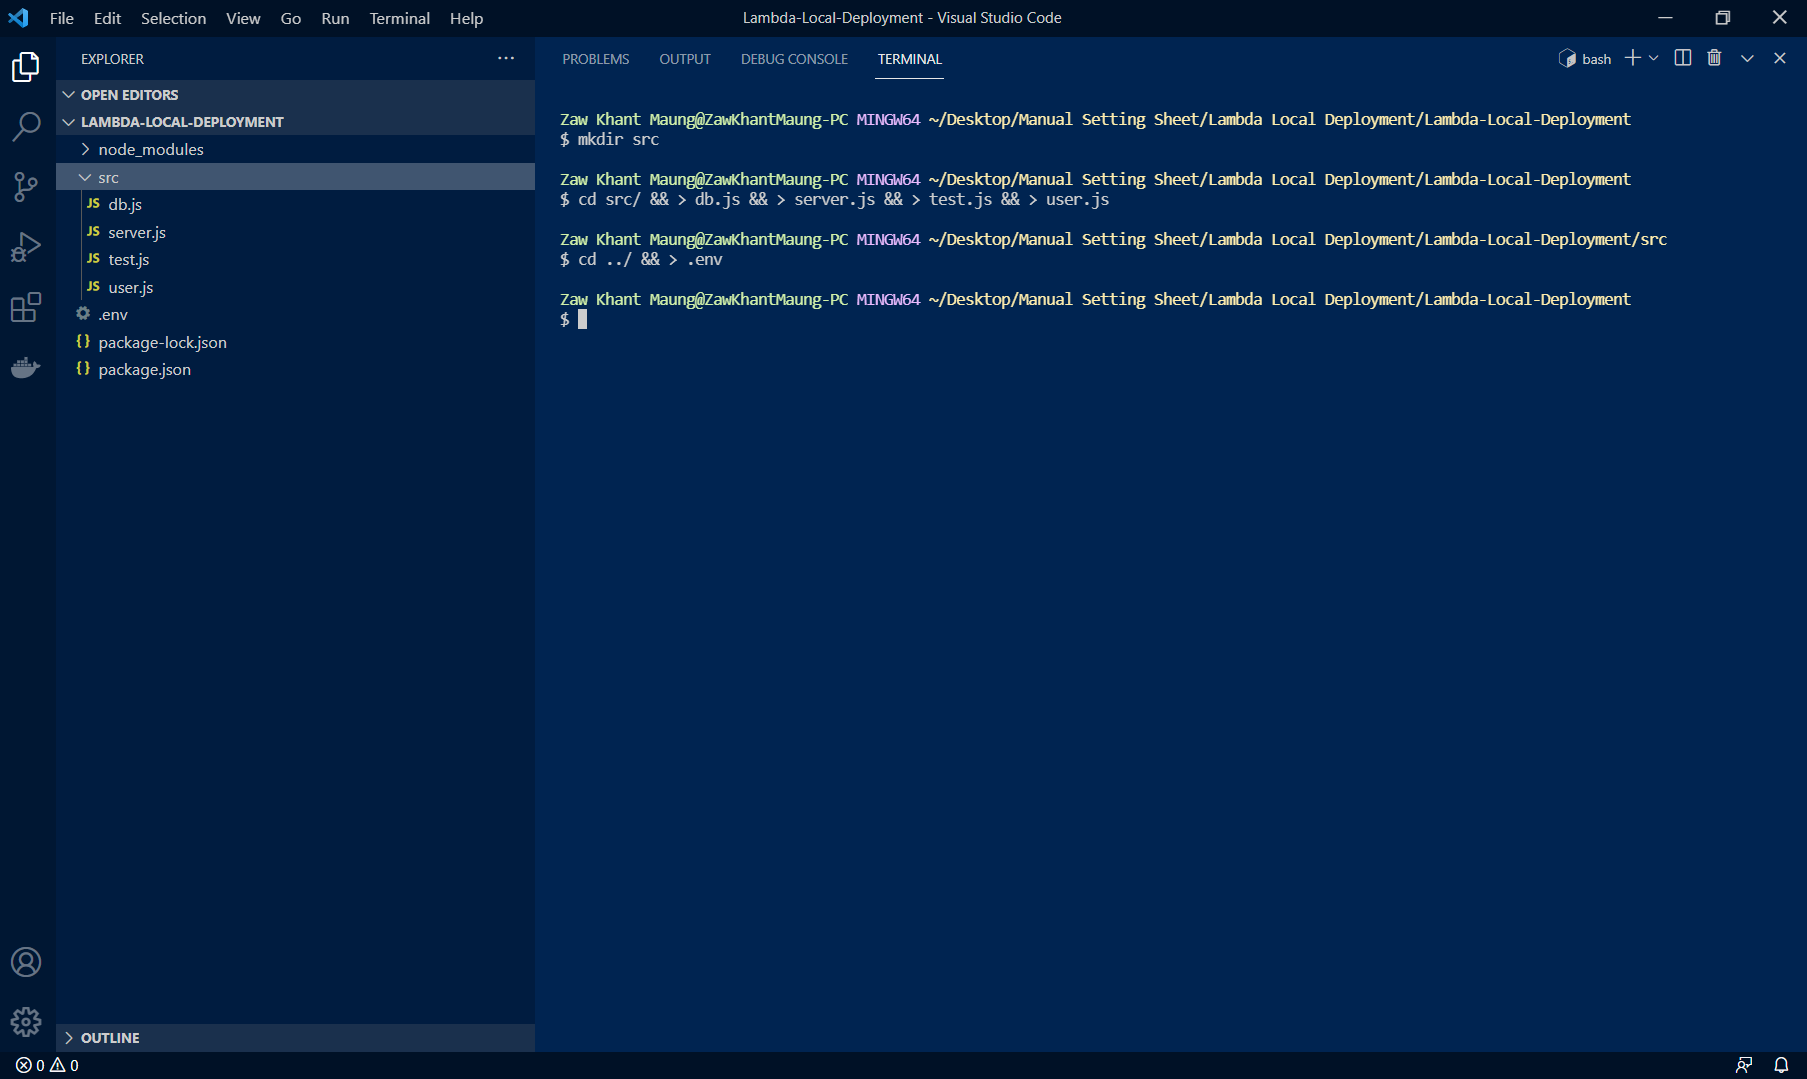 File Edit Selection View Go Run Terminal Help
Lambda-Local-Deployment - Visual Studio Code
EXPLORER
OPEN EDITORS
LAMBDA-LOCAL-DEPLOYMENT
node_modules
src
JS db.js
JS server.js
JS test.js
JS user.js
.env
{} package-lock.json
{} package.json
OUTLINE
PROBLEMS OUTPUT DEBUG CONSOLE TERMINAL
bash
Zaw Khant Maung@ZawKhantMaung-PC MINGW64 ~/Desktop/Manual Setting Sheet/Lambda Local Deployment/Lambda-Local-Deployment
$ mkdir src
Zaw Khant Maung@ZawKhantMaung-PC MINGW64 ~/Desktop/Manual Setting Sheet/Lambda Local Deployment/Lambda-Local-Deployment
$ cd src/ && > db.js && > server.js && > test.js && > user.js
Zaw Khant Maung@ZawKhantMaung-PC MINGW64 ~/Desktop/Manual Setting Sheet/Lambda Local Deployment/Lambda-Local-Deployment/src
$ cd ../ && > .env
Zaw Khant Maung@ZawKhantMaung-PC MINGW64 ~/Desktop/Manual Setting Sheet/Lambda Local Deployment/Lambda-Local-Deployment
$
0 0